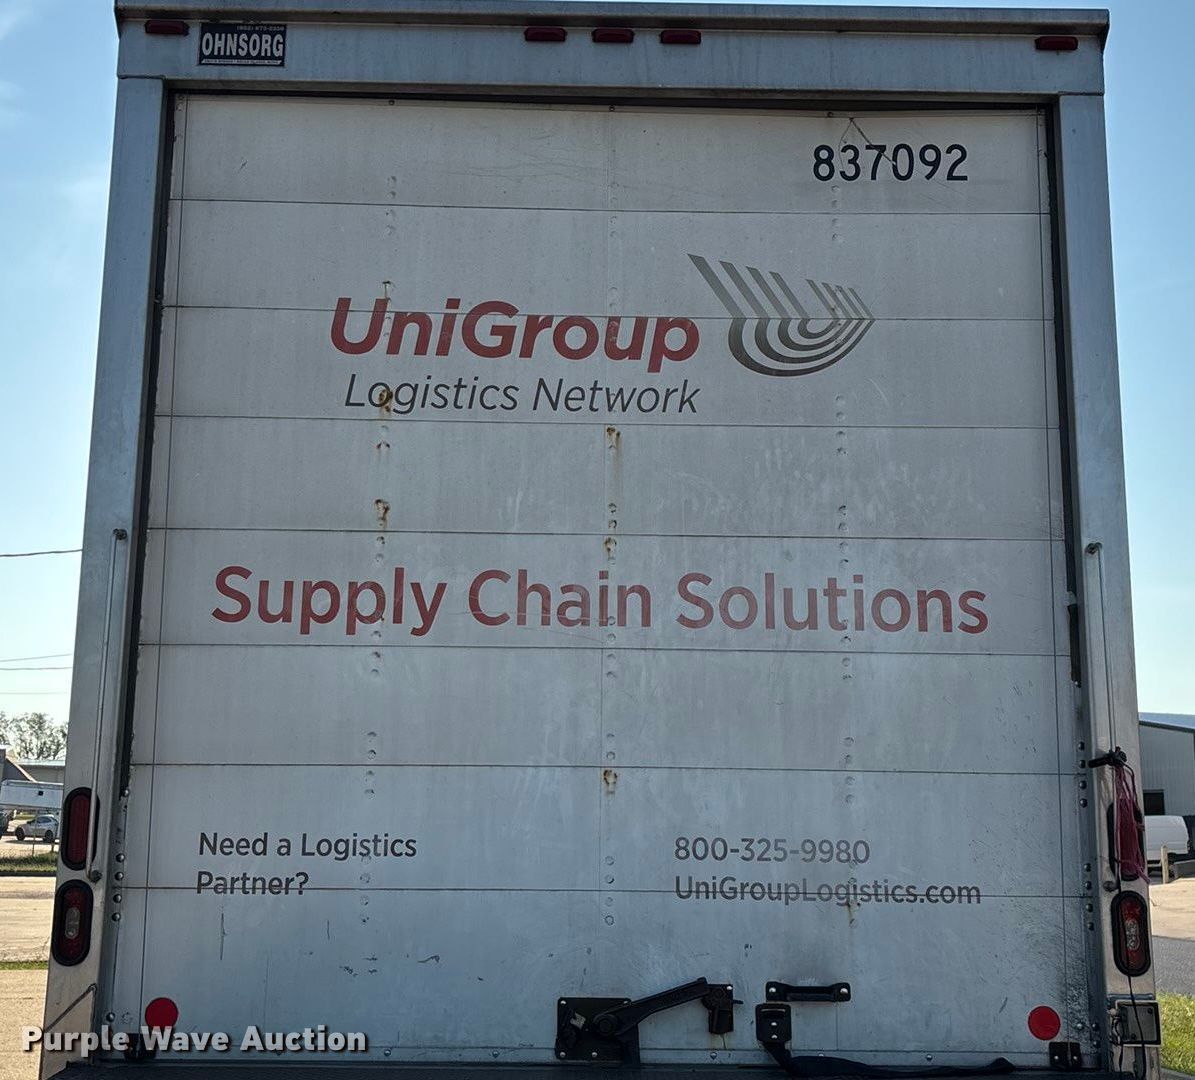 OHNSORG
837092
UniGroup
Logistics Network
Supply Chain Solutions
Need a Logistics
Partner?
800-325-9980
UniGroupLogistics.com
Purple Wave Auction